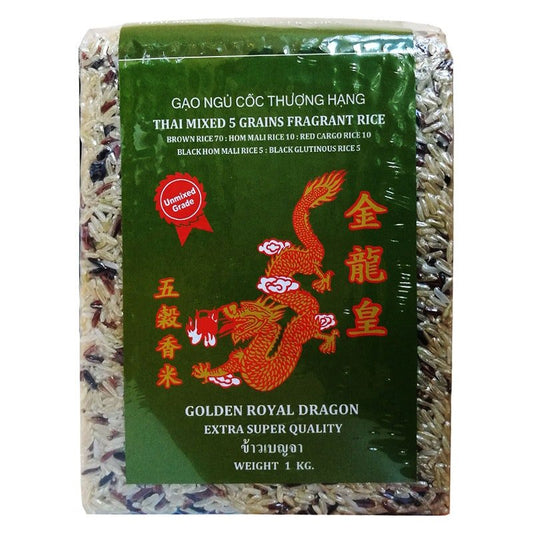 GẠO NGỦ CỐC THƯỢNG HẠNG
THAI MIXED 5 GRAINS FRAGRANT RICE
BROWN RICE 70 : HOM MALI RICE 10 : RED CARGO RICE 10
BLACK HOM MALI RICE 5 : BLACK GLUTINOUS RICE 5
Unmixed
Grade
金龍皇
五穀香米
GOLDEN ROYAL DRAGON
EXTRA SUPER QUALITY
ข้าวเบญจา
WEIGHT 1 KG.